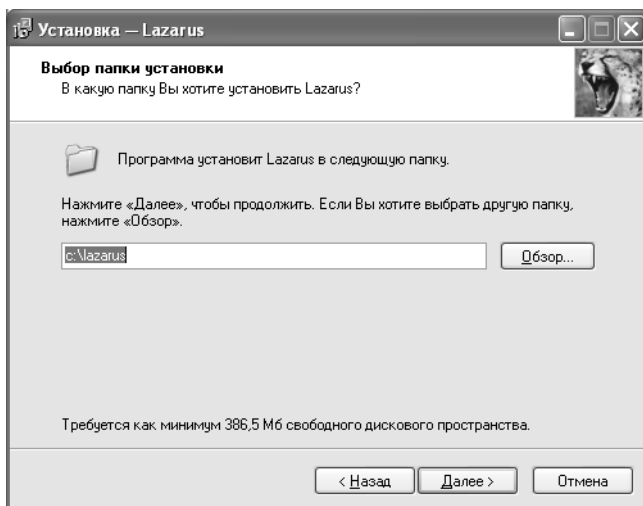 Установка — Lazarus
Выбор папки установки
В какую папку Вы хотите установить Lazarus?
Программа установит Lazarus в следующую папку.
Нажмите «Далее», чтобы продолжить. Если Вы хотите выбрать другую папку,
нажмите «Обзор».
c:\lazarus
Обзор...
Требуется как минимум 386,5 Мб свободного дискового пространства.
< Назад
Далее >
Отмена